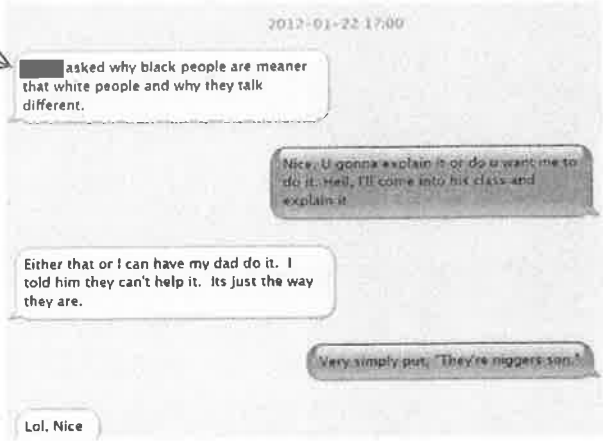 2012-01-22 17:00
asked why black people are meaner
that white people and why they talk
different.
Nice. U gonna explain it or do u want me to
do it. Hell, I'll come into his class and
explain it
Either that or I can have my dad do it. I
told him they can't help it. Its just the way
they are.
Very simply put, "They're niggers son."
Lol, Nice